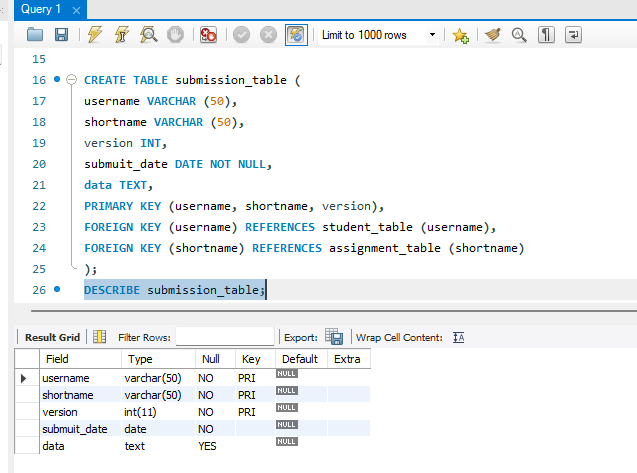 Query 1
Limit to 1000 rows
15
16 CREATE TABLE submission_table (
17 username VARCHAR (50),
18 shortname VARCHAR (50),
19 version INT,
20 submuit_date DATE NOT NULL,
21 data TEXT,
22 PRIMARY KEY (username, shortname, version),
23 FOREIGN KEY (username) REFERENCES student_table (username),
24 FOREIGN KEY (shortname) REFERENCES assignment_table (shortname)
25 );
26 DESCRIBE submission_table;
Result Grid Filter Rows: Export: Wrap Cell Content:
Field Type Null Key Default Extra
username varchar(50) NO PRI NULL
shortname varchar(50) NO PRI NULL
version int(11) NO PRI NULL
submuit_date date NO NULL
data text YES NULL